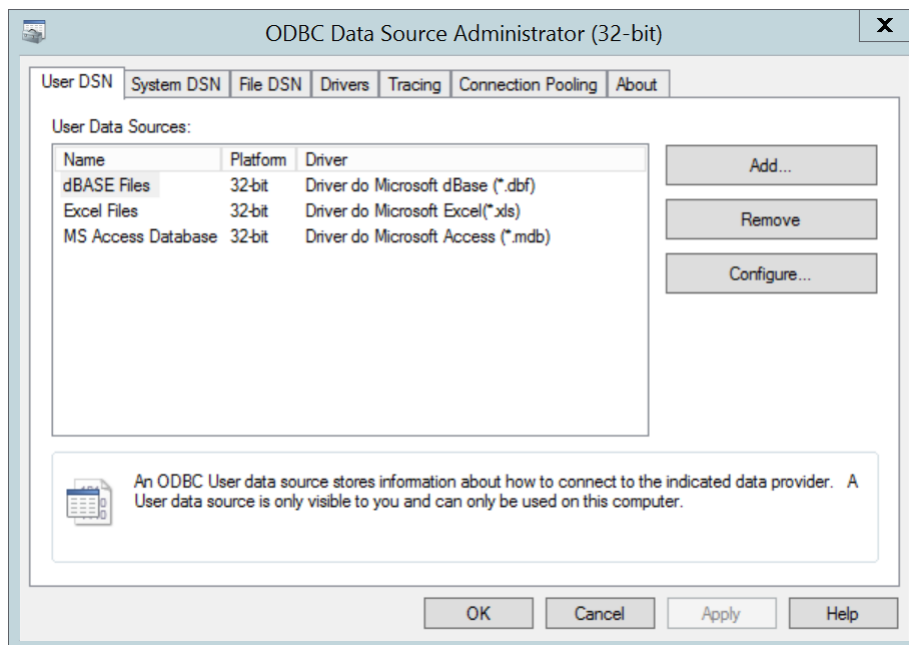 ODBC Data Source Administrator (32-bit)
X
User DSN System DSN File DSN Drivers Tracing Connection Pooling About
User Data Sources:
Name Platform Driver
dBASE Files 32-bit Driver do Microsoft dBase (*.dbf)
Excel Files 32-bit Driver do Microsoft Excel(*.xls)
MS Access Database 32-bit Driver do Microsoft Access (*.mdb)
Add...
Remove
Configure...
An ODBC User data source stores information about how to connect to the indicated data provider. A
User data source is only visible to you and can only be used on this computer.
OK Cancel Apply Help